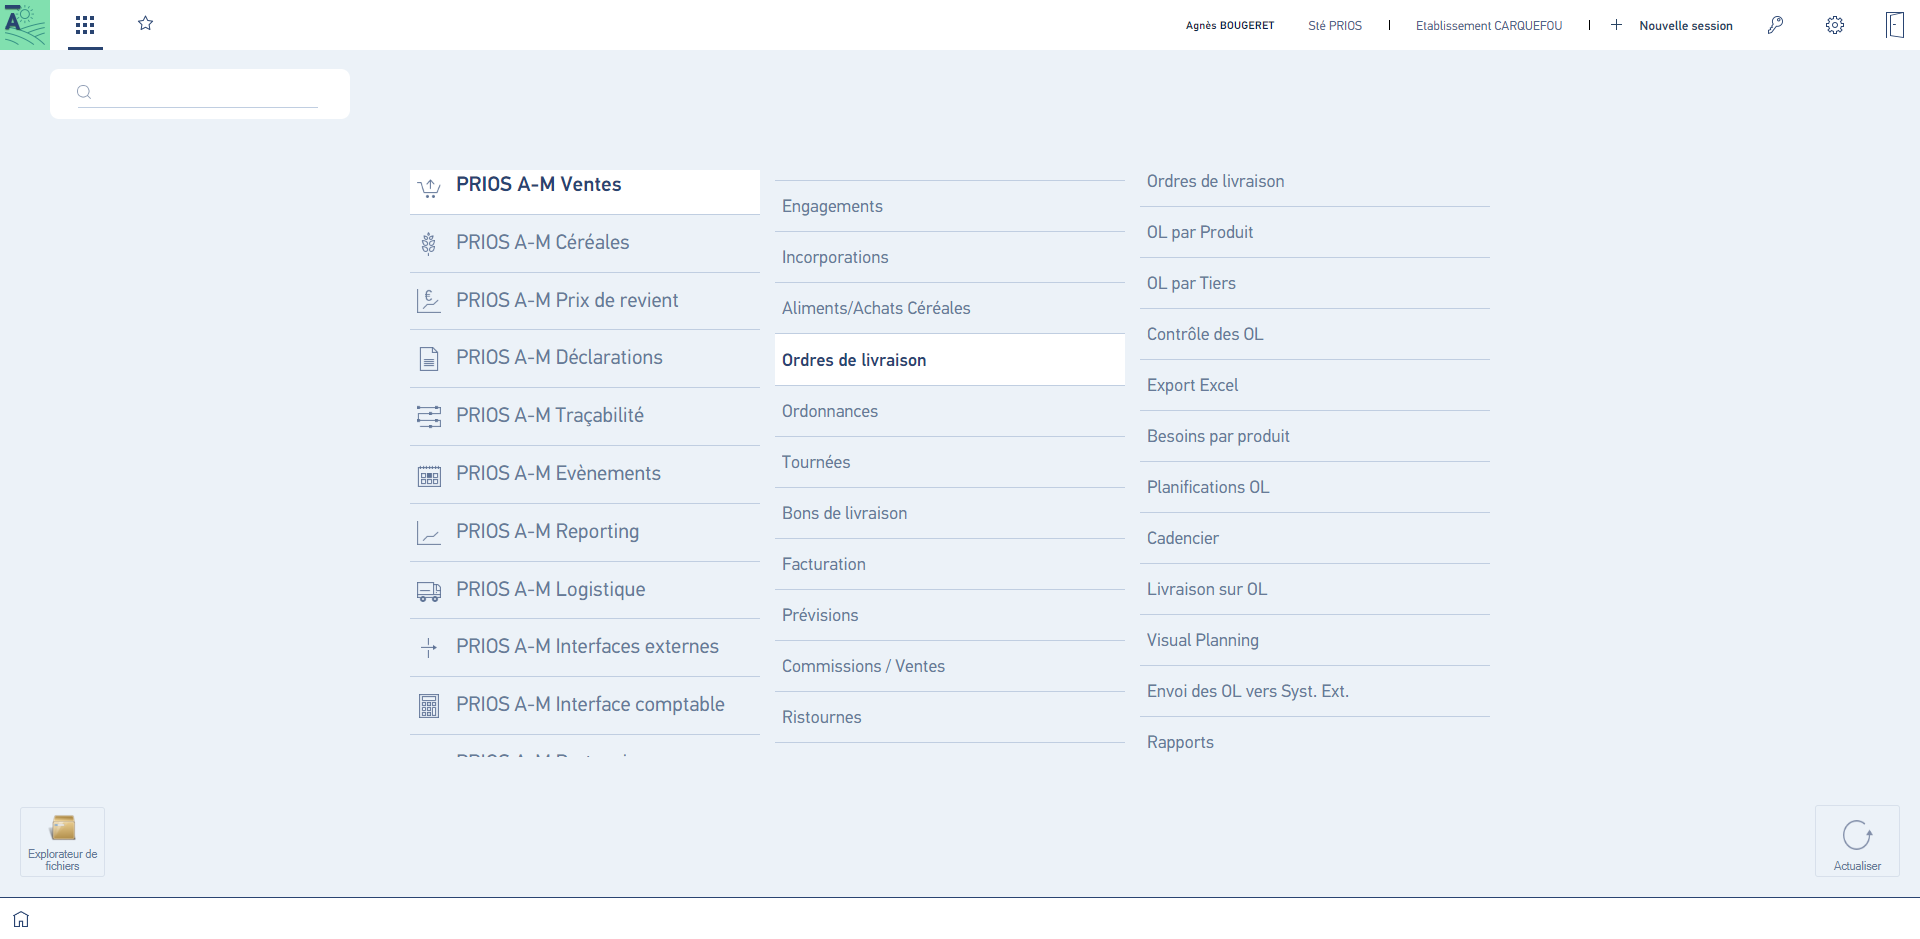 Agnès BOUGERET
Sté PRIOS
Etablissement CARQUEFOU
Nouvelle session
PRIOS A-M Ventes
PRIOS A-M Céréales
PRIOS A-M Prix de revient
PRIOS A-M Déclarations
PRIOS A-M Traçabilité
PRIOS A-M Evènements
PRIOS A-M Reporting
PRIOS A-M Logistique
PRIOS A-M Interfaces externes
PRIOS A-M Interface comptable
PRIOS A-M
Engagements
Incorporations
Aliments/Achats Céréales
Ordres de livraison
Ordonnances
Tournées
Bons de livraison
Facturation
Prévisions
Commissions / Ventes
Ristournes
Ordres de livraison
OL par Produit
OL par Tiers
Contrôle des OL
Export Excel
Besoins par produit
Planifications OL
Cadencier
Livraison sur OL
Visual Planning
Envoi des OL vers Syst. Ext.
Rapports
Explorateur de
fichiers
Actualiser